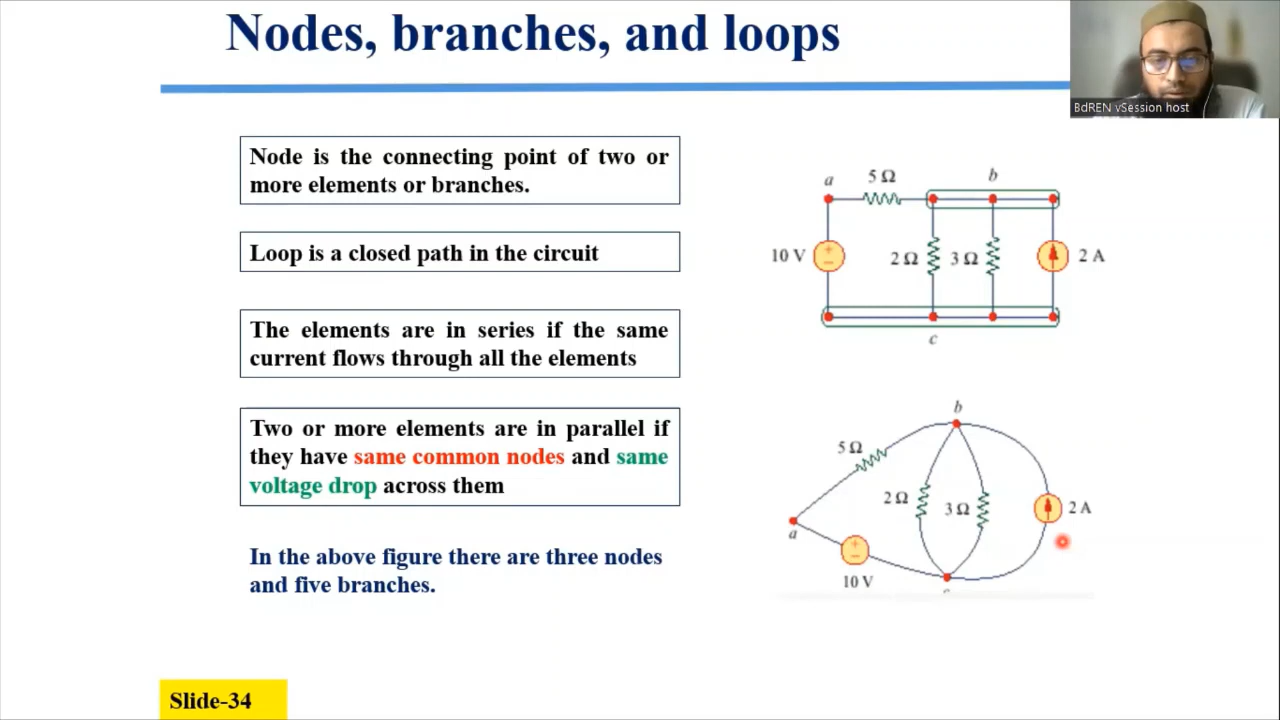 Nodes, branches, and loops
BdREN vSession host
Node is the connecting point of two or
more elements or branches.
Loop is a closed path in the circuit
The elements are in series if the same
current flows through all the elements
Two or more elements are in parallel if
they have same common nodes and same
voltage drop across them
In the above figure there are three nodes
and five branches.
Slide-34
a 5 Ω b
10 V + − 2 Ω 3 Ω 2 A
c
b
5 Ω
2 Ω 3 Ω 2 A
a
+ −
10 V